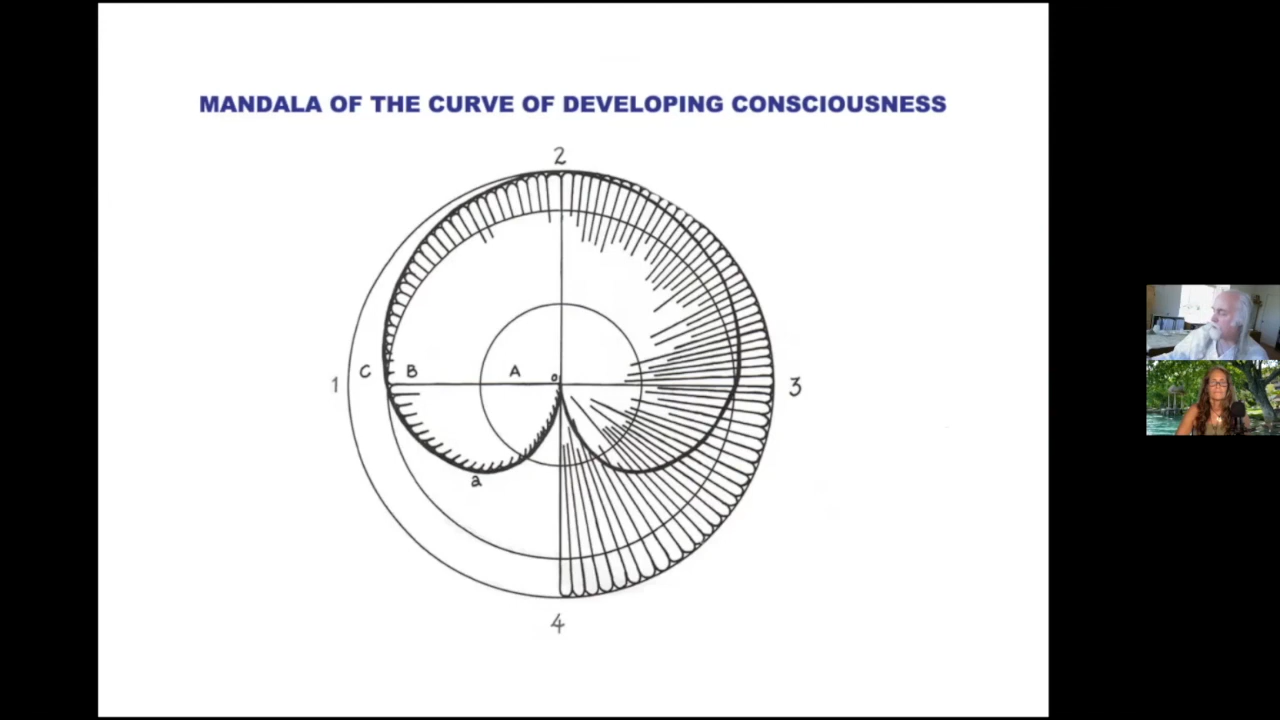 MANDALA OF THE CURVE OF DEVELOPING CONSCIOUSNESS
2
1
C
B
A
o
3
a
4